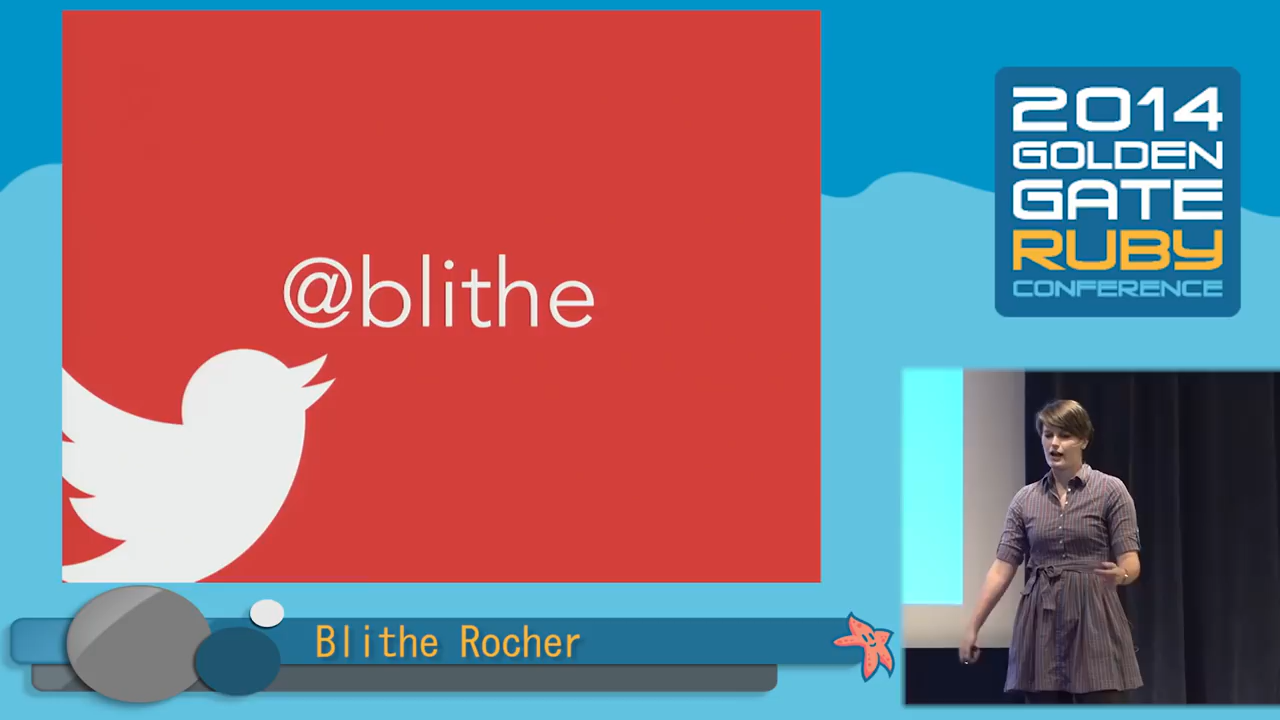 @blithe
2014
GOLDEN
GATE
RUBY
CONFERENCE
Blithe Rocher